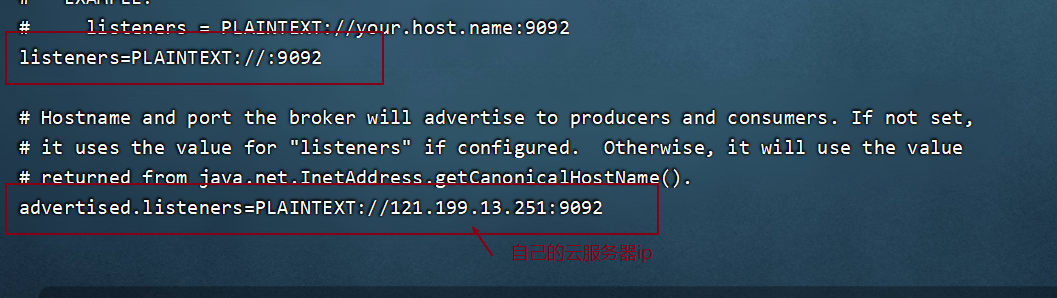 # EXAMPLE:
#     listeners = PLAINTEXT://your.host.name:9092
listeners=PLAINTEXT://:9092
# Hostname and port the broker will advertise to producers and consumers. If not set,
# it uses the value for "listeners" if configured.  Otherwise, it will use the value
# returned from java.net.InetAddress.getCanonicalHostName().
advertised.listeners=PLAINTEXT://121.199.13.251:9092
自己的云服务器ip